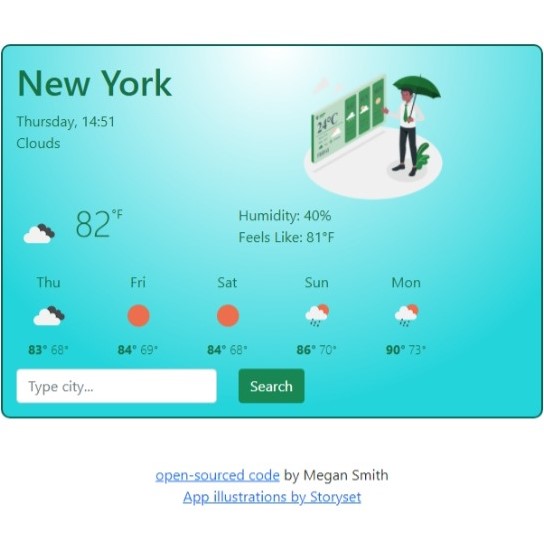 New York
Thursday, 14:51
Clouds
24°C
82°F
Humidity: 40%
Feels Like: 81°F
Thu Fri Sat Sun Mon
83° 68° 84° 69° 84° 68° 86° 70° 90° 73°
Type city... Search
open-sourced code by Megan Smith
App illustrations by Storyset